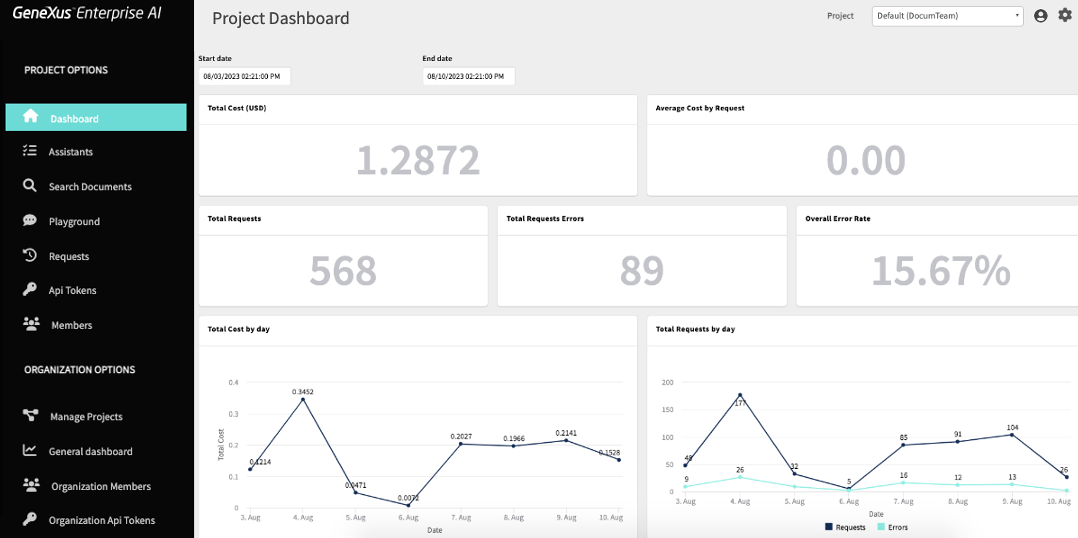 GeneXus™ Enterprise AI
Project Dashboard
Project
Default (DocumTeam)
PROJECT OPTIONS
Dashboard
Assistants
Search Documents
Playground
Requests
Api Tokens
Members
ORGANIZATION OPTIONS
Manage Projects
General dashboard
Organization Members
Organization Api Tokens
Start date
End date
08/03/2023 02:21:00 PM
08/10/2023 02:21:00 PM
Total Cost (USD)
1.2872
Average Cost by Request
0.00
Total Requests
568
Total Requests Errors
89
Overall Error Rate
15.67%
Total Cost by day
0.4
0.3
0.2
0.1
0
Total Cost
0.1214
0.3452
0.0471
0.0072
0.2027
0.1966
0.2141
0.1528
3. Aug 4. Aug 5. Aug 6. Aug 7. Aug 8. Aug 9. Aug 10. Aug
Date
Total Requests by day
200
150
100
50
0
48
177
32
5
85
91
104
26
9
26
16
12
13
3. Aug 4. Aug 5. Aug 6. Aug 7. Aug 8. Aug 9. Aug 10. Aug
Date
Requests Errors